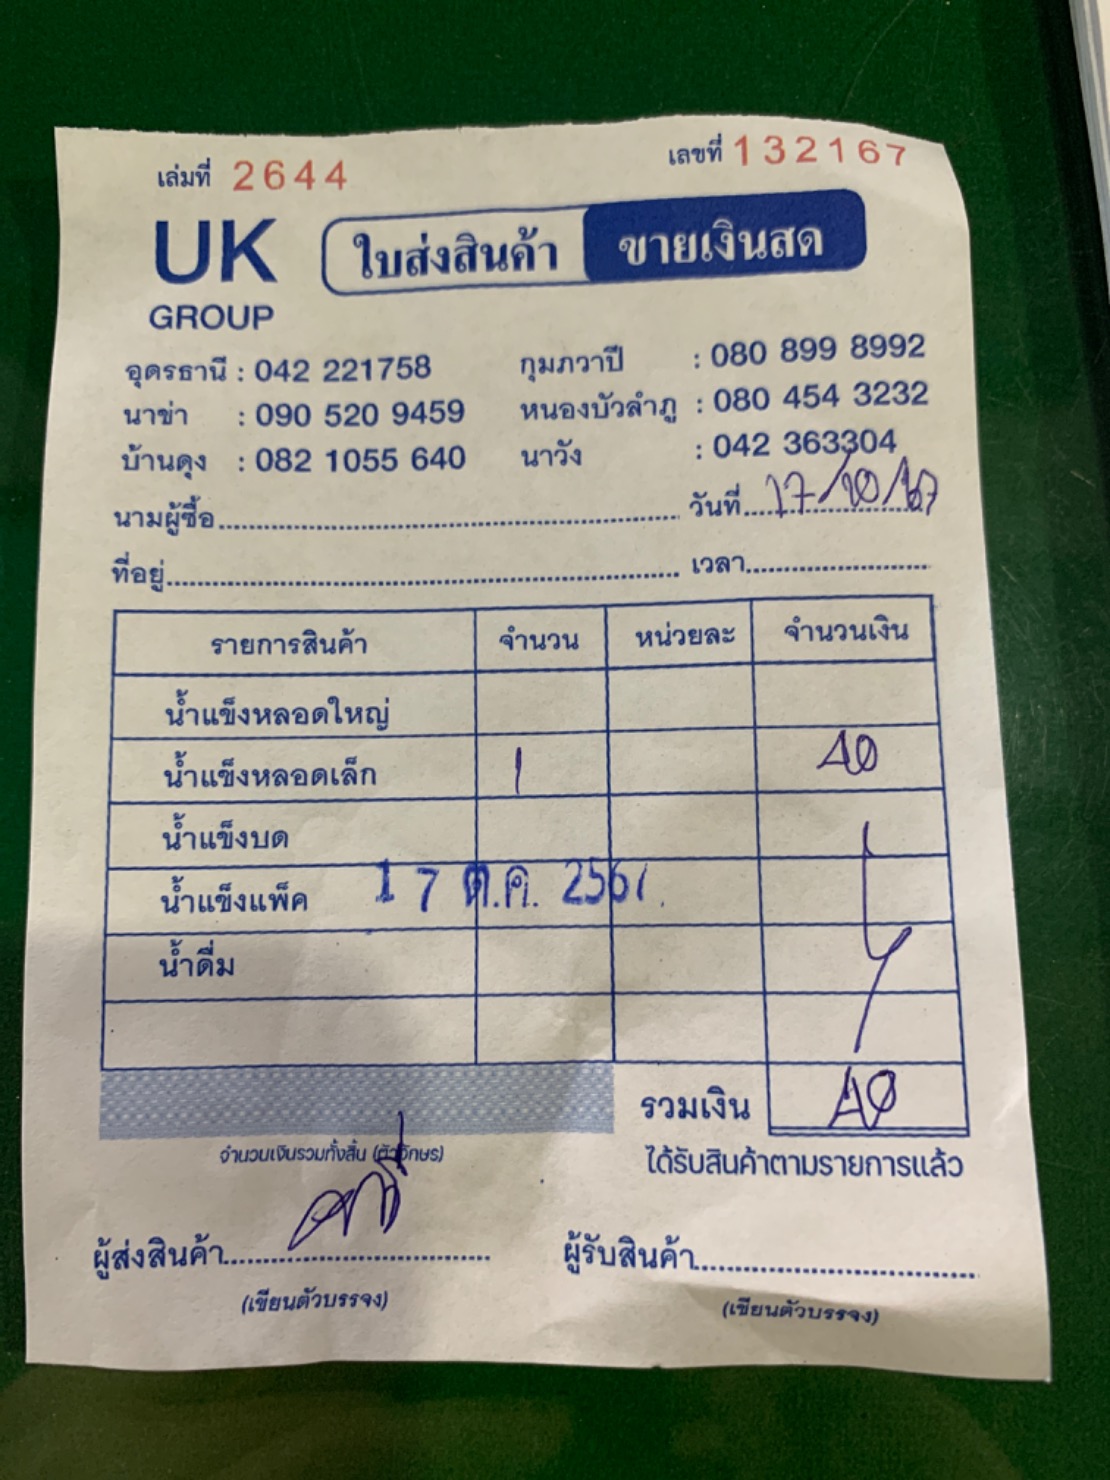 เล่มที่ 2644 เลขที่ 132167
UK GROUP
ใบส่งสินค้า ขายเงินสด
อุดรธานี : 042 221758 กุมภวาปี : 080 899 8992
นาข่า : 090 520 9459 หนองบัวลำภู : 080 454 3232
บ้านดุง : 082 1055 640 นาวัง : 042 363304
นามผู้ซื้อ วันที่ 17/10/67
ที่อยู่ เวลา
รายการสินค้า จำนวน หน่วยละ จำนวนเงิน
น้ำแข็งหลอดใหญ่
น้ำแข็งหลอดเล็ก 1 40
น้ำแข็งบด
น้ำแข็งแพ็ค 17 ต.ค. 2567
น้ำดื่ม
รวมเงิน 40
จำนวนเงินรวมทั้งสิ้น (ตัวอักษร) ได้รับสินค้าตามรายการแล้ว
ผู้ส่งสินค้า ผู้รับสินค้า
(เขียนตัวบรรจง) (เขียนตัวบรรจง)